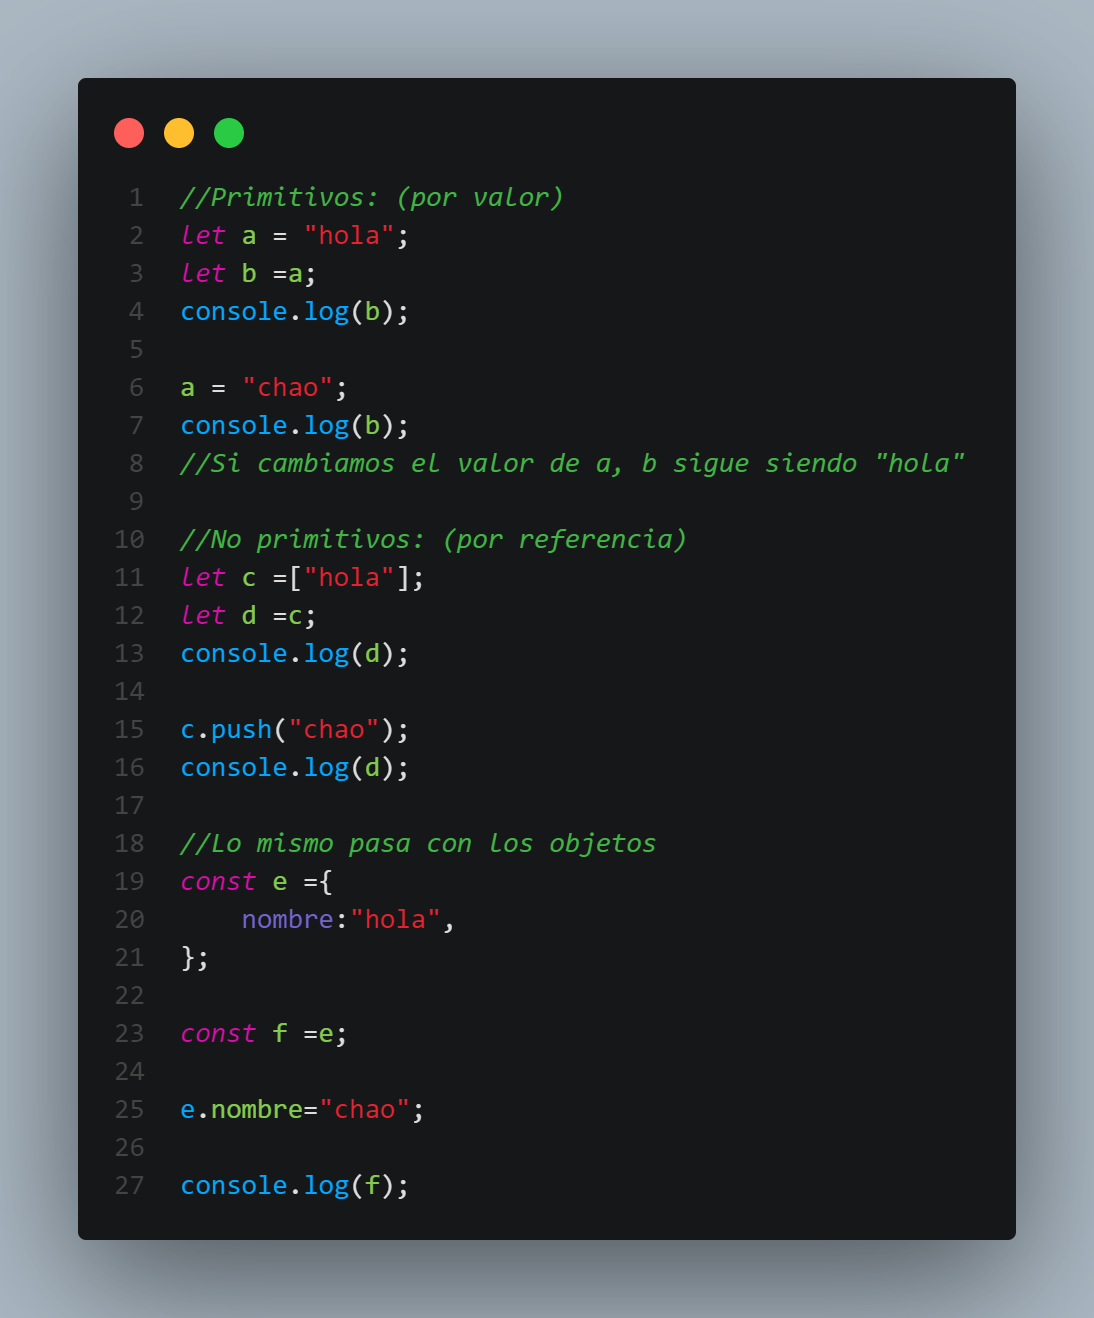 1 //Primitivos: (por valor)
2 let a = "hola";
3 let b =a;
4 console.log(b);
5
6 a = "chao";
7 console.log(b);
8 //Si cambiamos el valor de a, b sigue siendo "hola"
9
10 //No primitivos: (por referencia)
11 let c =["hola"];
12 let d =c;
13 console.log(d);
14
15 c.push("chao");
16 console.log(d);
17
18 //Lo mismo pasa con los objetos
19 const e ={
20     nombre:"hola",
21 };
22
23 const f =e;
24
25 e.nombre="chao";
26
27 console.log(f);